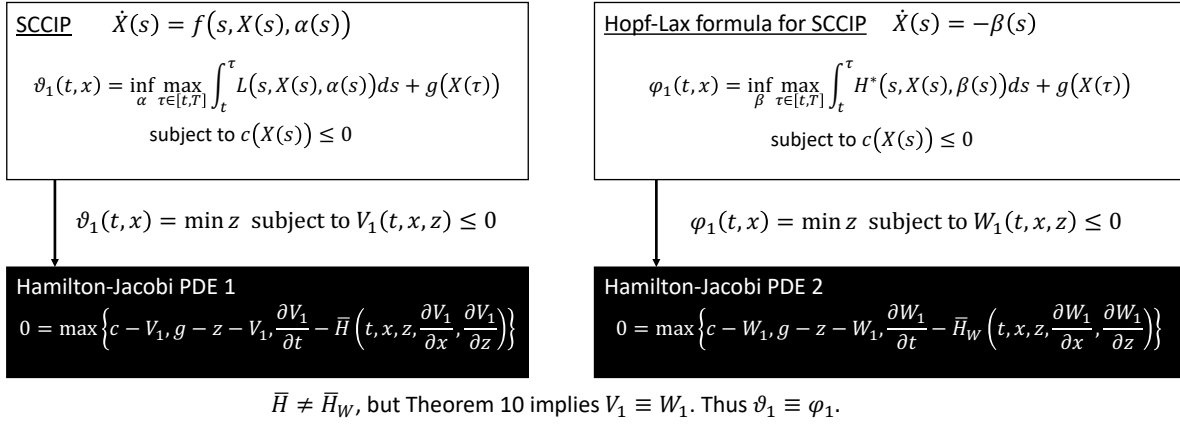 SCCIP Ẋ(s) = f(s, X(s), α(s))
ϑ₁(t, x) = inf_α max_{τ∈[t,T]} ∫_t^τ L(s, X(s), α(s))ds + g(X(τ))
subject to c(X(s)) ≤ 0
ϑ₁(t, x) = min z subject to V₁(t, x, z) ≤ 0
Hamilton-Jacobi PDE 1
0 = max{c − V₁, g − z − V₁, ∂V₁/∂t − H̅(t, x, z, ∂V₁/∂x, ∂V₁/∂z)}
Hopf-Lax formula for SCCIP Ẋ(s) = −β(s)
φ₁(t, x) = inf_β max_{τ∈[t,T]} ∫_t^τ H*(s, X(s), β(s))ds + g(X(τ))
subject to c(X(s)) ≤ 0
φ₁(t, x) = min z subject to W₁(t, x, z) ≤ 0
Hamilton-Jacobi PDE 2
0 = max{c − W₁, g − z − W₁, ∂W₁/∂t − H̅_W(t, x, z, ∂W₁/∂x, ∂W₁/∂z)}
H̅ ≠ H̅_W, but Theorem 10 implies V₁ ≡ W₁. Thus ϑ₁ ≡ φ₁.